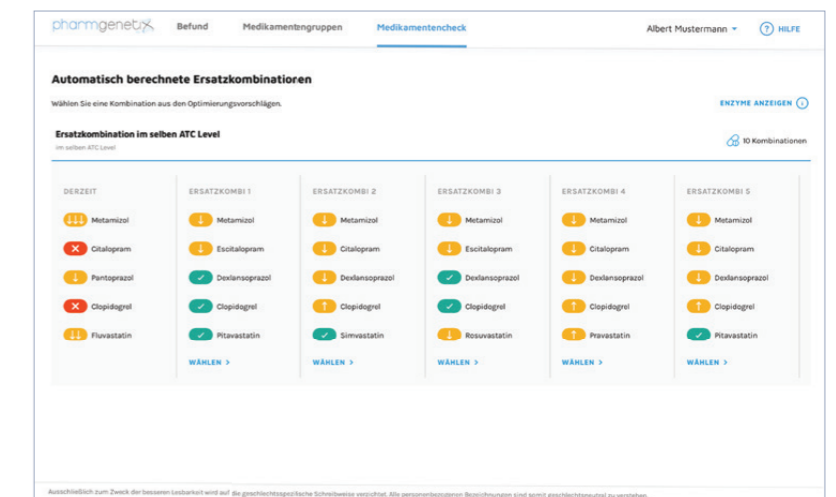 pharmgenetix Befund Medikamentengruppen Medikamentencheck Albert Mustermann ? HILFE
Automatisch berechnete Ersatzkombinatioren
Wählen Sie eine Kombination aus den Optimierungsvorschlägen.
ENZYME ANZEIGEN i
Ersatzkombination im selben ATC Level
im selben ATC Level
10 Kombinationen
DERZEIT ERSATZKOMBI 1 ERSATZKOMBI 2 ERSATZKOMBI 3 ERSATZKOMBI 4 ERSATZKOMBI 5
↓↓↓ Metamizol ↓ Metamizol ↓ Metamizol ↓ Metamizol ↓ Metamizol ↓ Metamizol
✕ Citalopram ↓ Escitalopram ↓ Citalopram ↓ Escitalopram ↓ Citalopram ↓ Citalopram
↓ Pantoprazol ✓ Dexlansoprazol ↓ Dexlansoprazol ✓ Dexlansoprazol ↓ Dexlansoprazol ↓ Dexlansoprazol
✕ Clopidogrel ✓ Clopidogrel ↑ Clopidogrel ✓ Clopidogrel ↑ Clopidogrel ↑ Clopidogrel
↓↓ Fluvastatin ✓ Pitavastatin ✓ Simvastatin ↓ Rosuvastatin ↑ Pravastatin ✓ Pitavastatin
WÄHLEN > WÄHLEN > WÄHLEN > WÄHLEN > WÄHLEN >
Ausschließlich zum Zweck der besseren Lesbarkeit wird auf die geschlechtsspezifische Schreibweise verzichtet. Alle personenbezogenen Bezeichnungen sind somit geschlechtsneutral zu verstehen.